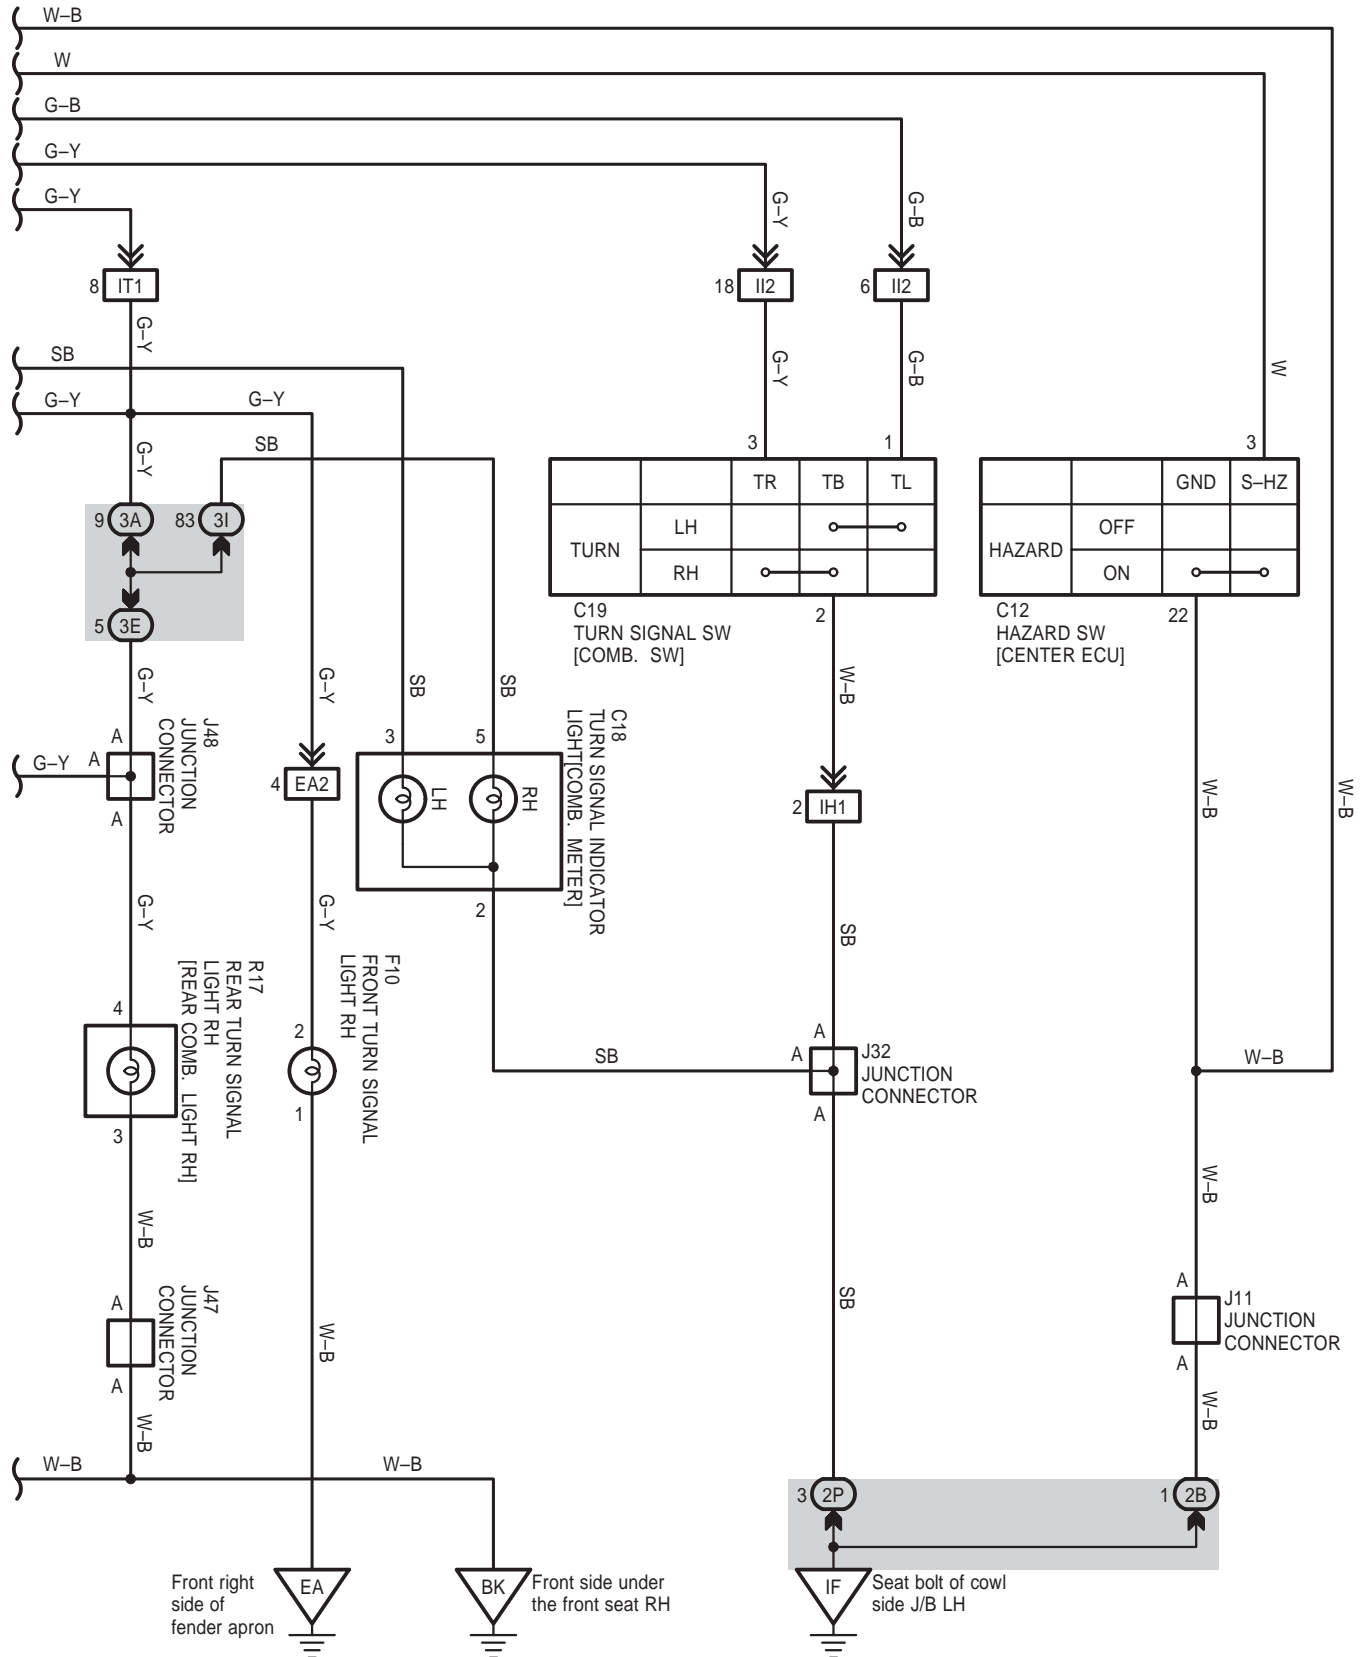 W–B
W
G–B
G–Y
G–Y
G–Y
G–B
8 IT1
18 II2
6 II2
G–Y
SB
G–Y
G–B
W
G–Y
G–Y
SB
G–Y
3
1
3
TR TB TL
LH
TURN
RH
GND S–HZ
OFF
HAZARD
ON
9 3A
83 3I
5 3E
C19
TURN SIGNAL SW
[COMB. SW]
2
C12
HAZARD SW
[CENTER ECU]
22
G–Y
G–Y
SB
SB
W–B
A
J48
JUNCTION
CONNECTOR
G–Y
A
A
4 EA2
3
5
LH
RH
C18
TURN SIGNAL INDICATOR
LIGHT[COMB. METER]
2
2 IH1
W–B
W–B
G–Y
G–Y
SB
4
R17
REAR TURN SIGNAL
LIGHT RH
[REAR COMB. LIGHT RH]
3
2
F10
FRONT TURN SIGNAL
LIGHT RH
1
SB
A
A
J32
JUNCTION
CONNECTOR
A
W–B
W–B
W–B
SB
A
J47
JUNCTION
CONNECTOR
A
W–B
A
J11
JUNCTION
CONNECTOR
A
W–B
W–B
W–B
W–B
3 2P
1 2B
Front right
side of
fender apron
EA
BK
Front side under
the front seat RH
IF
Seat bolt of cowl
side J/B LH